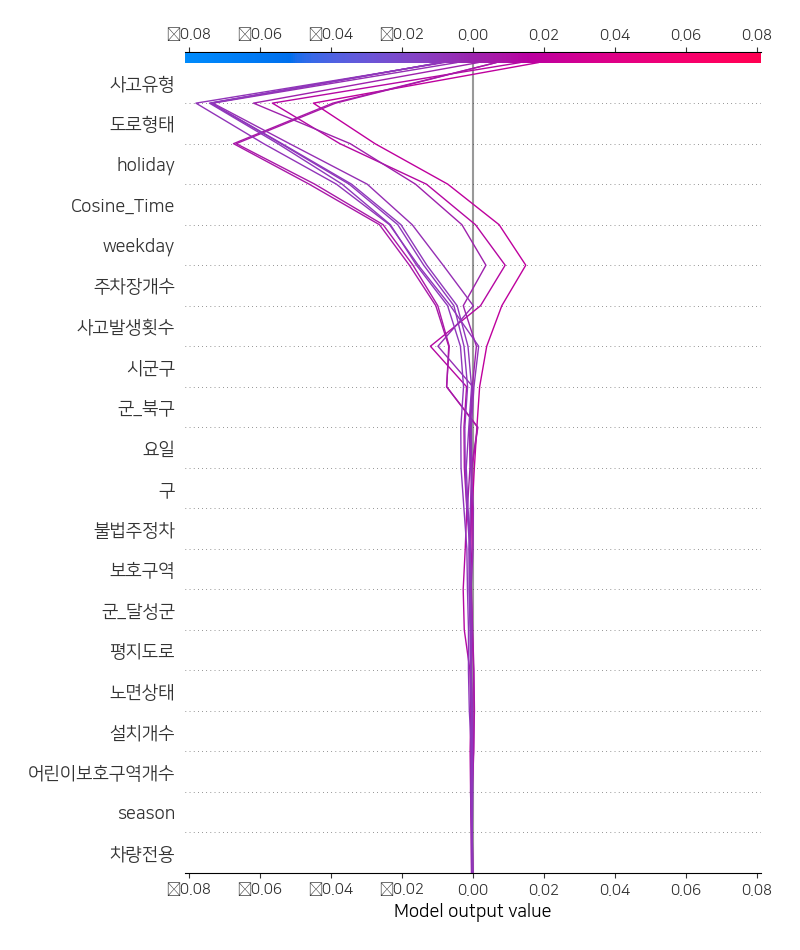 ☒0.08 ☒0.06 ☒0.04 ☒0.02 0.00 0.02 0.04 0.06 0.08
사고유형
도로형태
holiday
Cosine_Time
weekday
주차장개수
사고발생횟수
시군구
군_북구
요일
구
불법주정차
보호구역
군_달성군
평지도로
노면상태
설치개수
어린이보호구역개수
season
차량전용
☒0.08 ☒0.06 ☒0.04 ☒0.02 0.00 0.02 0.04 0.06 0.08
Model output value